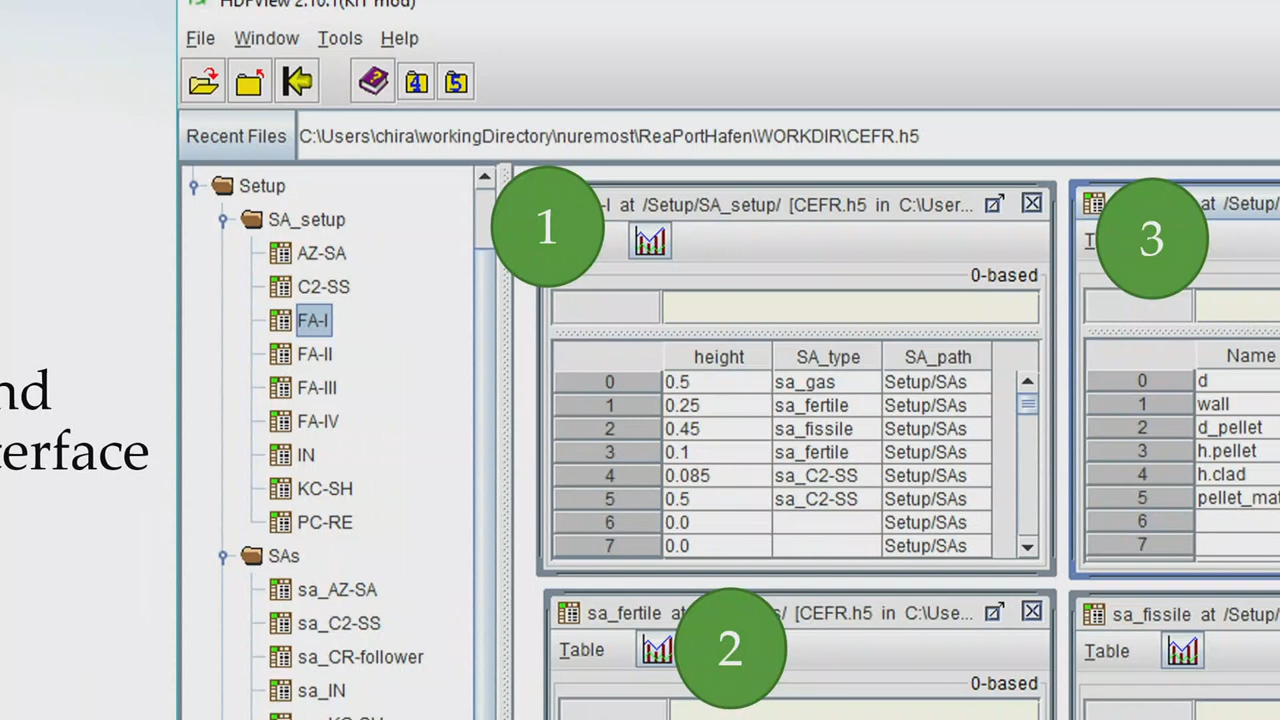 HDFView 2.10.1(KIT mod)
File Window Tools Help
4 5
Recent Files C:\Users\chira\workingDirectory\nuremost\ReaPortHafen\WORKDIR\CEFR.h5
nd
terface
Setup
SA_setup
AZ-SA
C2-SS
FA-I
FA-II
FA-III
FA-IV
IN
KC-SH
PC-RE
SAs
sa_AZ-SA
sa_C2-SS
sa_CR-follower
sa_IN
1
-I at /Setup/SA_setup/ [CEFR.h5 in C:\User...
0-based
height SA_type SA_path
0 0.5 sa_gas Setup/SAs
1 0.25 sa_fertile Setup/SAs
2 0.45 sa_fissile Setup/SAs
3 0.1 sa_fertile Setup/SAs
4 0.085 sa_C2-SS Setup/SAs
5 0.5 sa_C2-SS Setup/SAs
6 0.0 Setup/SAs
7 0.0 Setup/SAs
3
at /Setup/
T
Name
0 d
1 wall
2 d_pellet
3 h.pellet
4 h.clad
5 pellet_mat
6
7
sa_fertile at / [CEFR.h5 in C:\Use...
2
Table
0-based
sa_fissile at /Setup/
Table